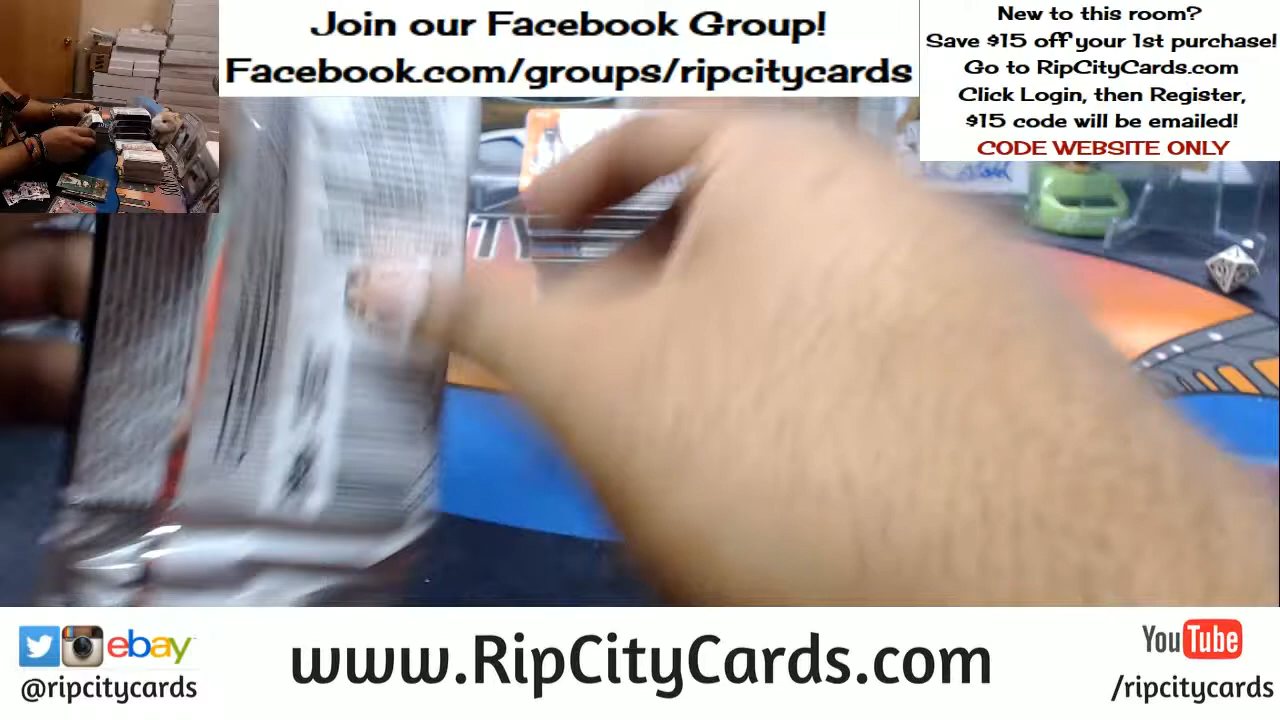 Join our Facebook Group!
Facebook.com/groups/ripcitycards
New to this room?
Save $15 off your 1st purchase!
Go to RipCityCards.com
Click Login, then Register,
$15 code will be emailed!
CODE WEBSITE ONLY
ebay
@ripcitycards
www.RipCityCards.com
YouTube
/ripcitycards